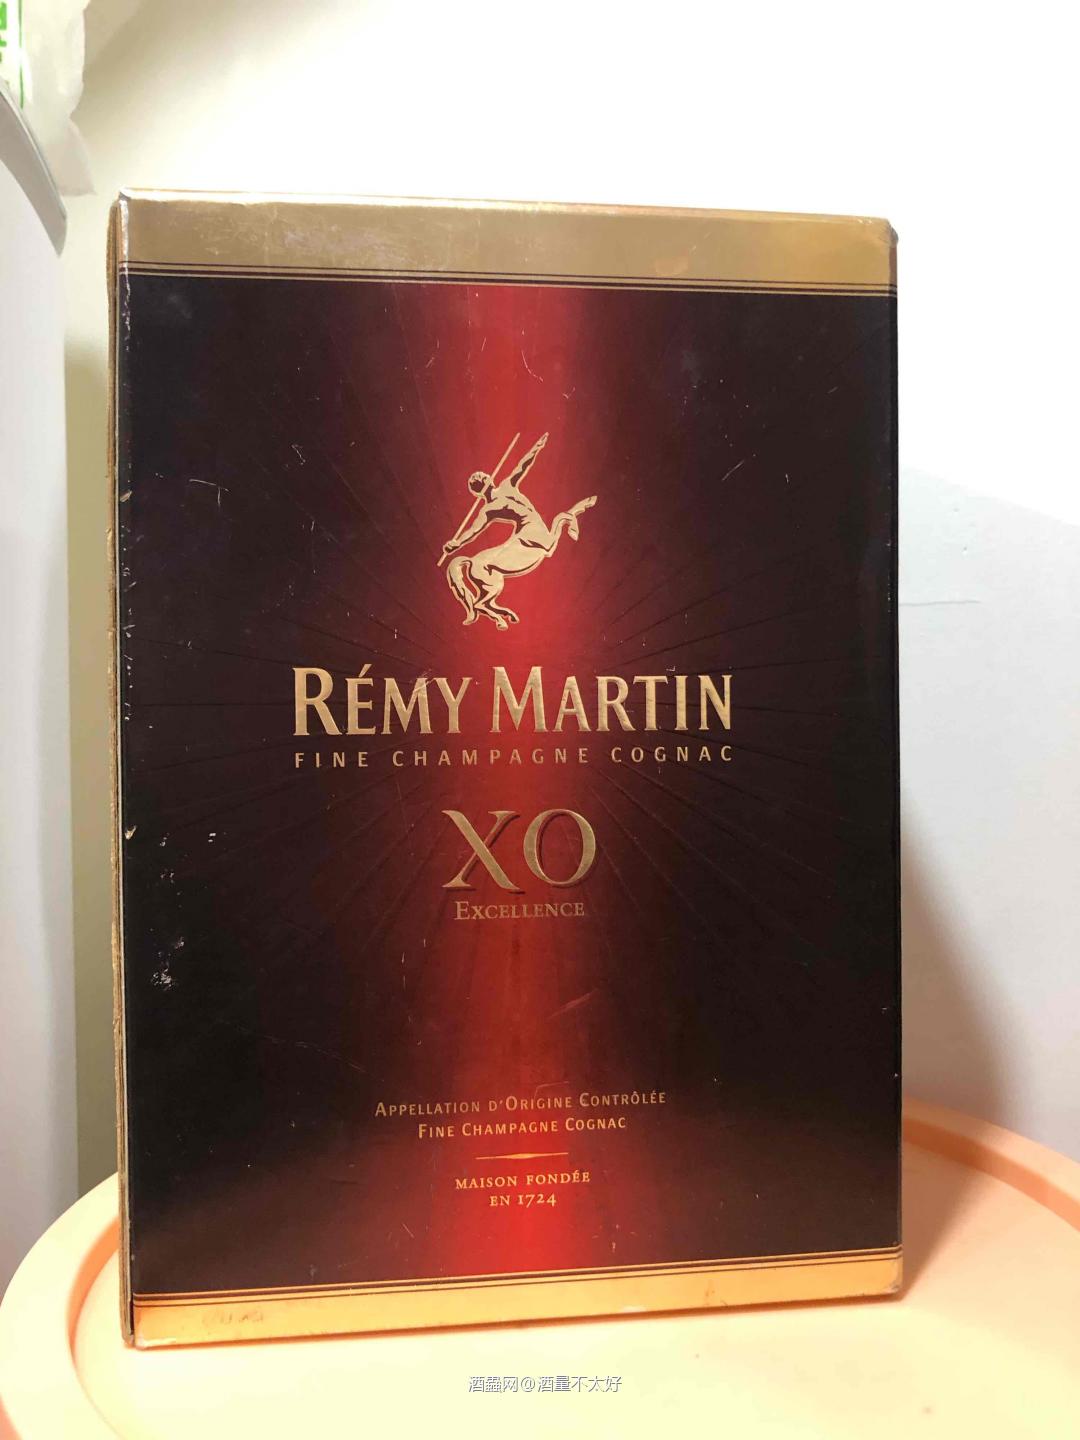 RÉMY MARTIN
FINE CHAMPAGNE COGNAC
XO
EXCELLENCE
APPELLATION D'ORIGINE CONTRÔLÉE
FINE CHAMPAGNE COGNAC
MAISON FONDÉE
EN 1724
酒蟲网@酒量不太好